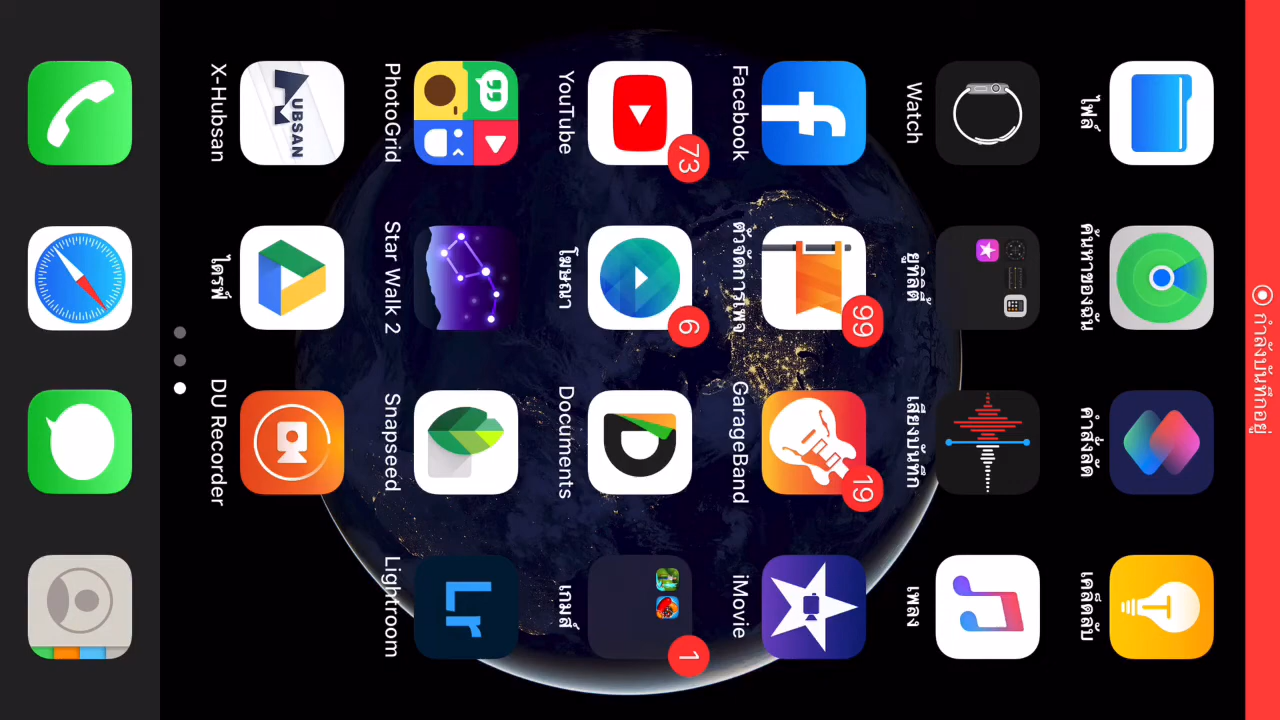 กำลังบันทึกอยู่
ไฟล์
ค้นหาของฉัน
คำสั่งลัด
เคล็ดลับ
Watch
ยูทิลิตี้
เสียงบันทึก
เพลง
99
19
Facebook
ตัวจัดการเพจ
GarageBand
iMovie
73
6
1
YouTube
โฆษณา
Documents
เกมส์
Lr
PhotoGrid
Star Walk 2
Snapseed
Lightroom
UBSAN
X-Hubsan
ไดรฟ์
DU Recorder